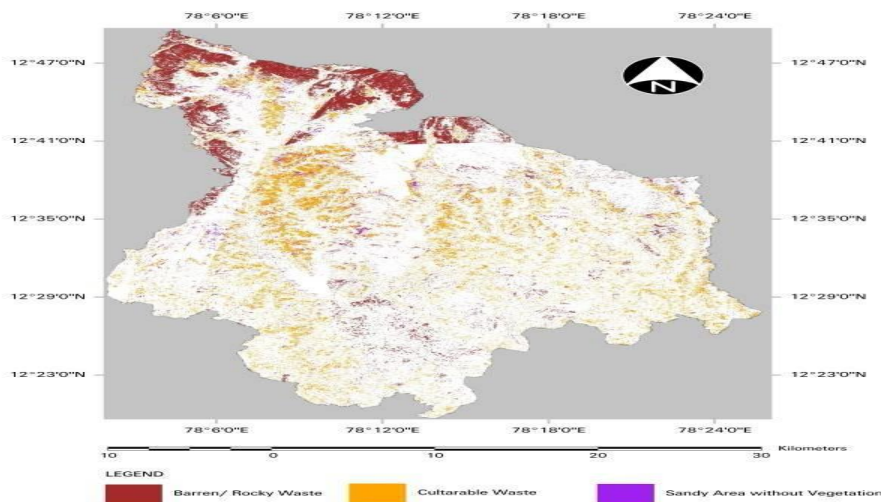 78°6'0"E 78°12'0"E 78°18'0"E 78°24'0"E
12°47'0"N 12°47'0"N
N
12°41'0"N 12°41'0"N
12°35'0"N 12°35'0"N
12°29'0"N 12°29'0"N
12°23'0"N 12°23'0"N
78°6'0"E 78°12'0"E 78°18'0"E 78°24'0"E
Kilometers
10 0 10 20 30
LEGEND
Barren/ Rocky Waste Cultarable Waste Sandy Area without Vegetation